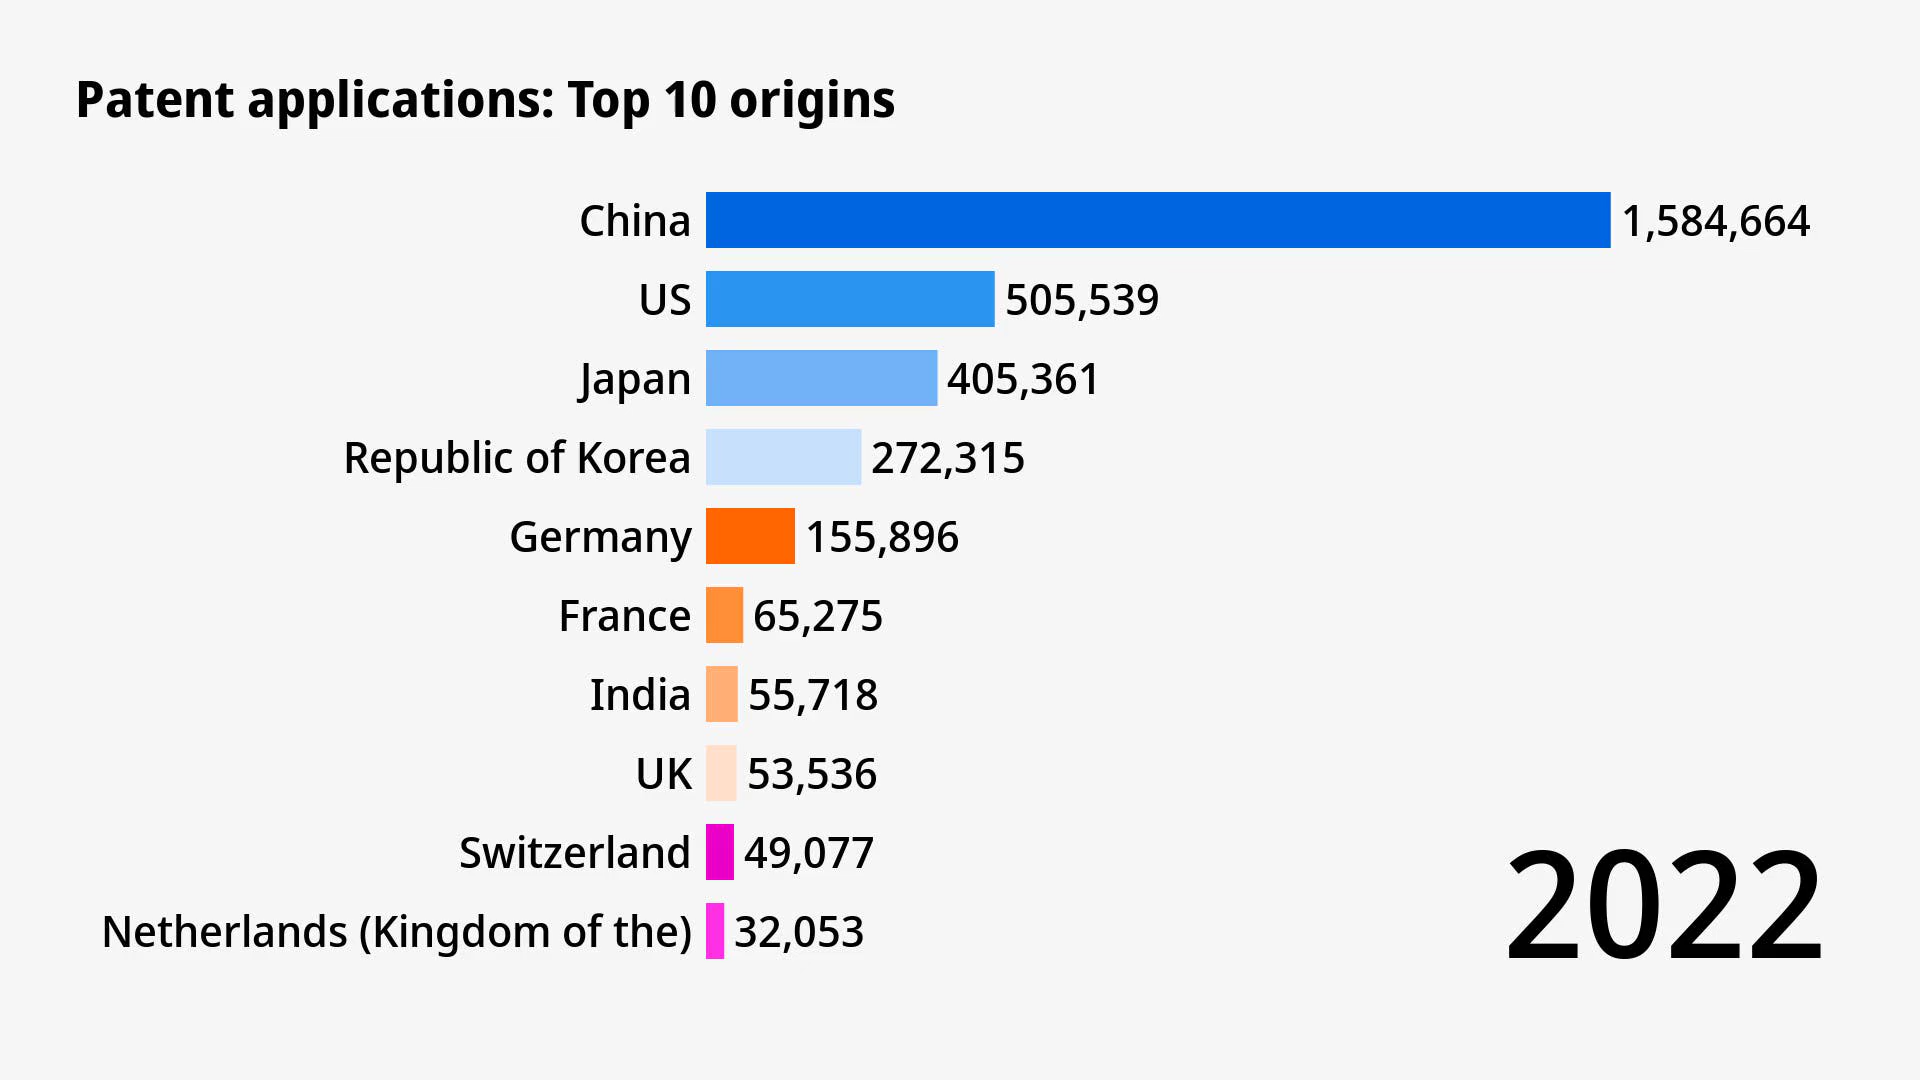 Patent applications: Top 10 origins
China 1,584,664
US 505,539
Japan 405,361
Republic of Korea 272,315
Germany 155,896
France 65,275
India 55,718
UK 53,536
Switzerland 49,077
Netherlands (Kingdom of the) 32,053
2022